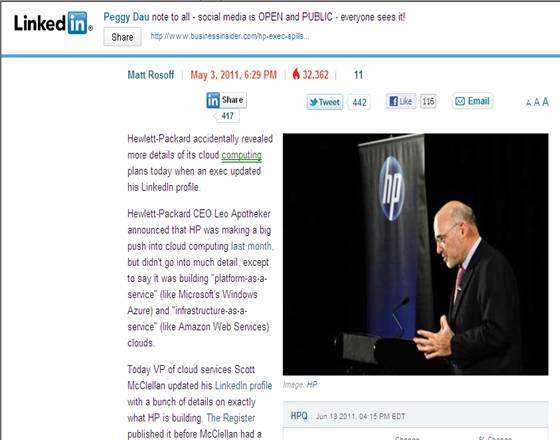 Linked in®
Peggy Dau note to all - social media is OPEN and PUBLIC - everyone sees it!
Share
http://www.businessinsider.com/hp-exec-spills...
Matt Rosoff | May 3, 2011, 6:29 PM | 32,362 | 11
in Share
417
Tweet 442
Like 116
Email
A A A
Hewlett-Packard accidentally revealed
more details of its cloud computing
plans today when an exec updated
his LinkedIn profile.
Hewlett-Packard CEO Leo Apotheker
announced that HP was making a big
push into cloud computing last month,
but didn't go into much detail, except
to say it was building "platform-as-a-
service" (like Microsoft's Windows
Azure) and "infrastructure-as-a-
service" (like Amazon Web Services)
clouds.
Today VP of cloud services Scott
McClellan updated his LinkedIn profile
with a bunch of details on exactly
what HP is building. The Register
published it before McClellan had a
hp
Image: HP
HPQ Jun 13 2011, 04:15 PM EDT
Change % Change